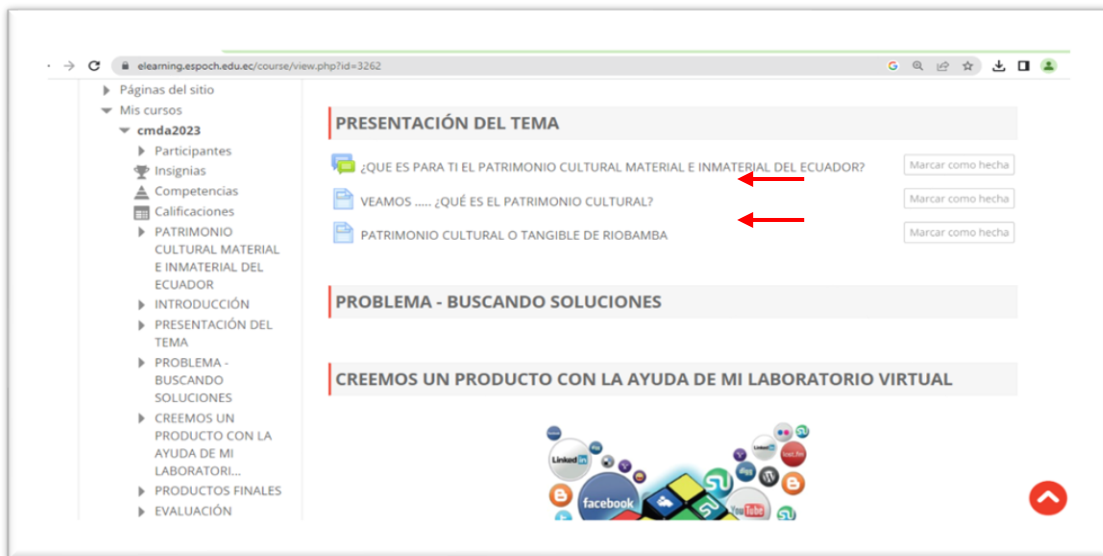 elearning.espoch.edu.ec/course/view.php?id=3262
Páginas del sitio
Mis cursos
cmda2023
Participantes
Insignias
Competencias
Calificaciones
PATRIMONIO
CULTURAL MATERIAL
E INMATERIAL DEL
ECUADOR
INTRODUCCIÓN
PRESENTACIÓN DEL
TEMA
PROBLEMA -
BUSCANDO
SOLUCIONES
CREEMOS UN
PRODUCTO CON LA
AYUDA DE MI
LABORATORI...
PRODUCTOS FINALES
EVALUACIÓN
PRESENTACIÓN DEL TEMA
¿QUE ES PARA TI EL PATRIMONIO CULTURAL MATERIAL E INMATERIAL DEL ECUADOR?
Marcar como hecha
VEAMOS ..... ¿QUÉ ES EL PATRIMONIO CULTURAL?
Marcar como hecha
PATRIMONIO CULTURAL O TANGIBLE DE RIOBAMBA
Marcar como hecha
PROBLEMA - BUSCANDO SOLUCIONES
CREEMOS UN PRODUCTO CON LA AYUDA DE MI LABORATORIO VIRTUAL
LinkedIn
facebook
digg
YouTube